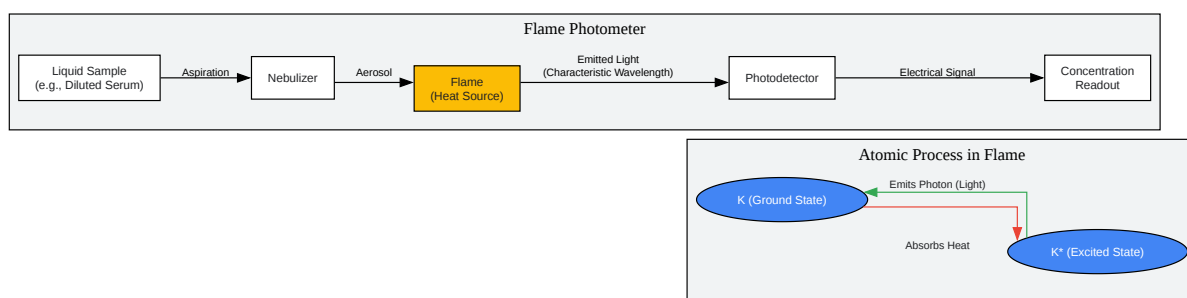 Flame Photometer
Liquid Sample
(e.g., Diluted Serum)
Aspiration
Nebulizer
Aerosol
Flame
(Heat Source)
Emitted Light
(Characteristic Wavelength)
Photodetector
Electrical Signal
Concentration
Readout
Atomic Process in Flame
K (Ground State)
Emits Photon (Light)
Absorbs Heat
K* (Excited State)